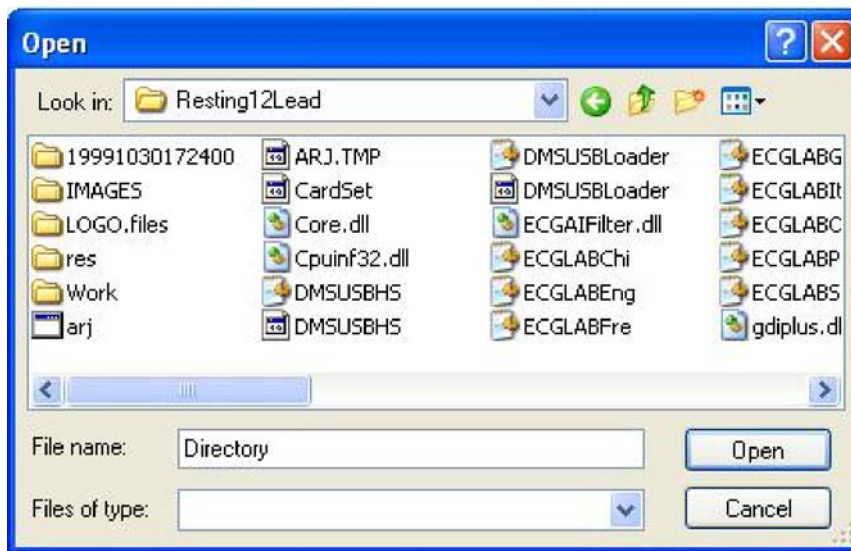 Open
Look in: Resting12Lead
19991030172400 ARJ.TMP DMSUSBLoader ECGLABG
IMAGES CardSet DMSUSBLoader ECGLABIt
LOGO.files Core.dll ECGAIFilter.dll ECGLABC
res Cpuinf32.dll ECGLABChi ECGLABP
Work DMSUSBHS ECGLABEng ECGLABS
arj DMSUSBHS ECGLABFre gdiplus.dl
File name: Directory Open
Files of type: Cancel